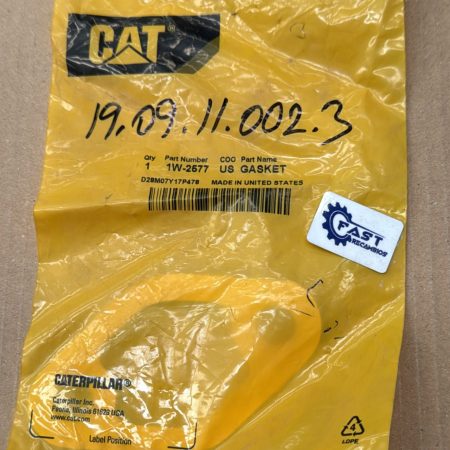 CAT
19.09.11.002.3
Qty Part Number COO Part Name
1 1W-2577 US GASKET
D28M07Y17P478 MADE IN UNITED STATES
FAST
RECAMBIOS
CATERPILLAR®
Caterpillar Inc.
Peoria, Illinois 61629 USA
www.cat.com
Label Position
4
LDPE